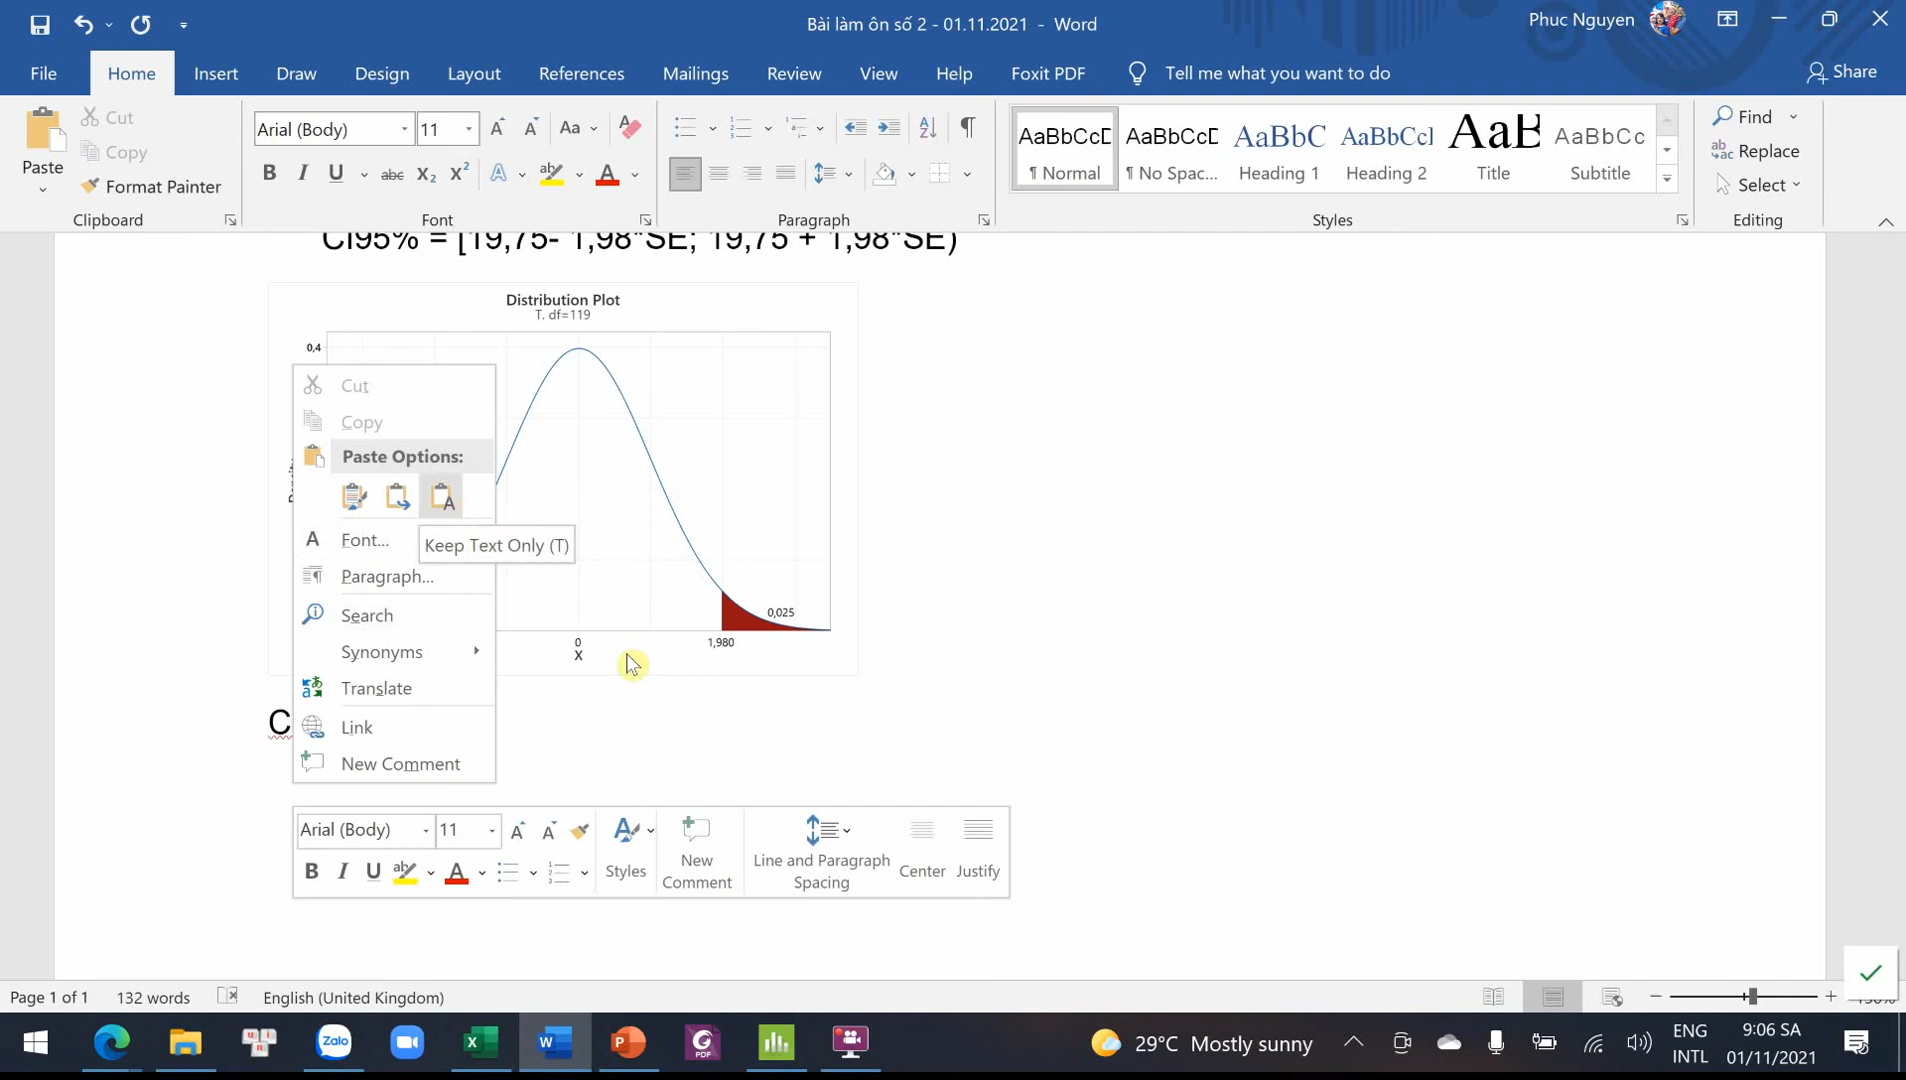 Bài làm ôn số 2 - 01.11.2021 - Word
Phuc Nguyen
File Home Insert Draw Design Layout References Mailings Review View Help Foxit PDF Tell me what you want to do Share
Paste
Cut
Copy
Format Painter
Clipboard
Arial (Body) 11
Font
Paragraph
AaBbCcD
¶ Normal
AaBbCcD
¶ No Spac...
AaBbC
Heading 1
AaBbCcl
Heading 2
AaB
Title
AaBbCc
Subtitle
Styles
Find
Replace
Select
Editing
CI95% = [19,75- 1,98*SE; 19,75 + 1,98*SE)
Distribution Plot
T. df=119
0,4
0,025
0
1,980
X
Cut
Copy
Paste Options:
Keep Text Only (T)
Font...
Paragraph...
Search
Synonyms
Translate
Link
New Comment
C
Arial (Body) 11
B I U
Styles
New
Comment
Line and Paragraph
Spacing
Center
Justify
Page 1 of 1
132 words
English (United Kingdom)
Zalo
PDF
29°C Mostly sunny
ENG
INTL
9:06 SA
01/11/2021